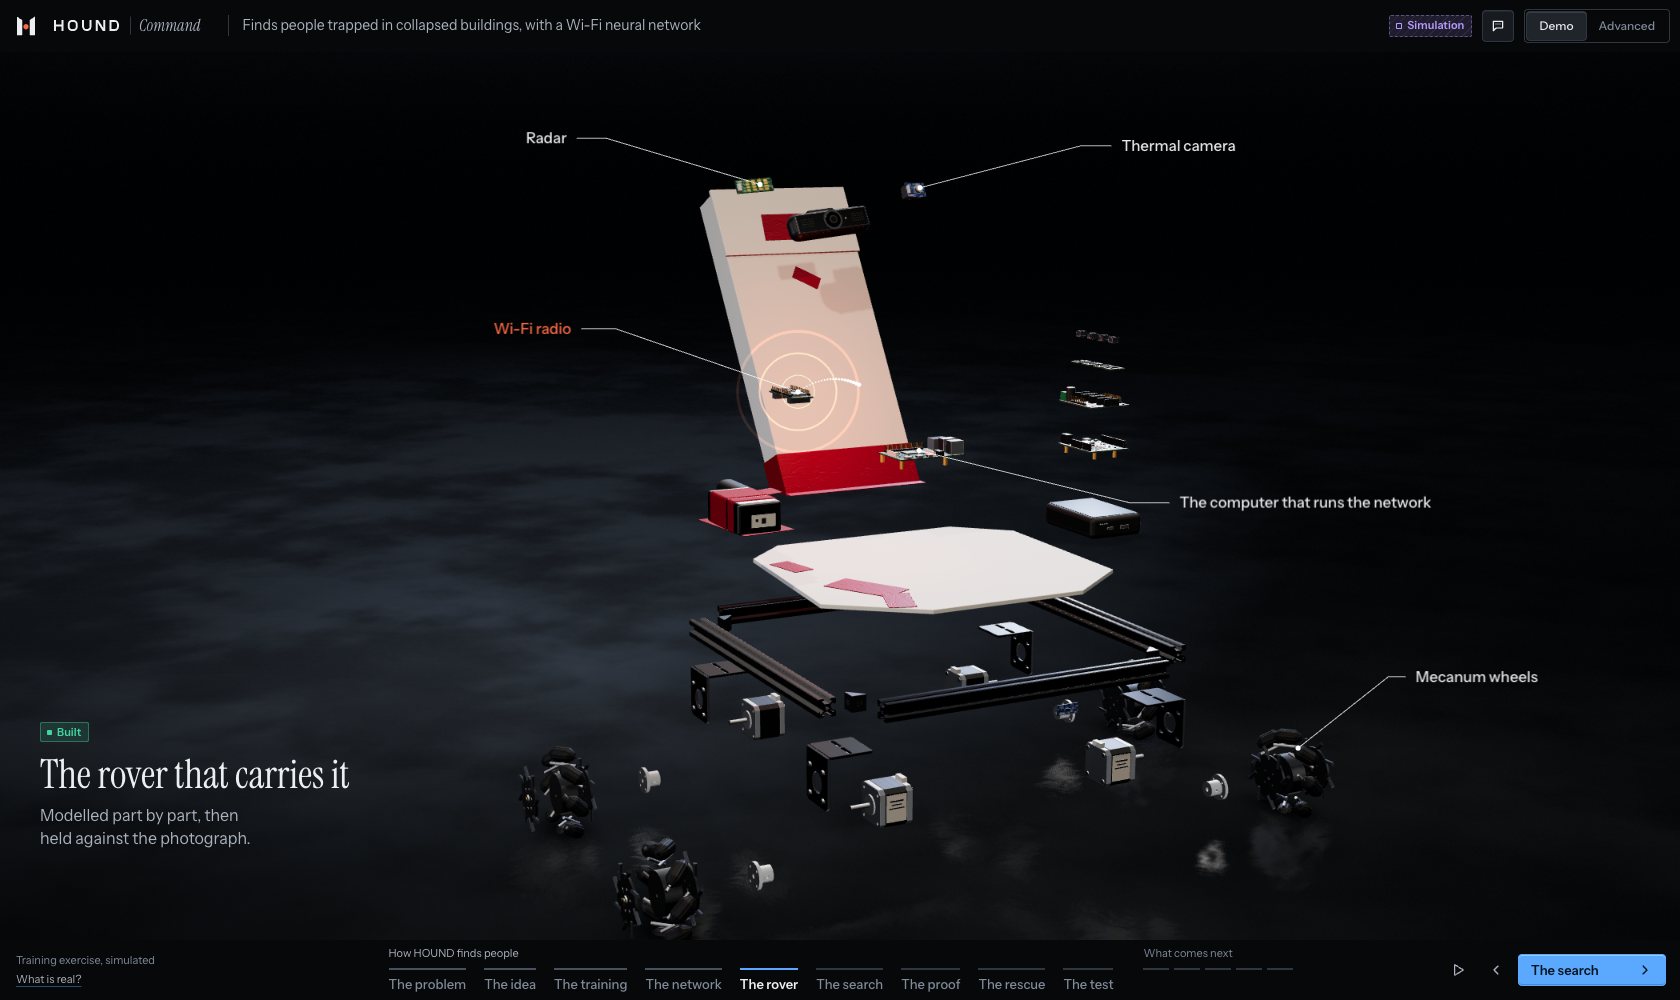 HOUND Command
Finds people trapped in collapsed buildings, with a Wi-Fi neural network
Simulation
Demo
Advanced
Radar
Thermal camera
Wi-Fi radio
The computer that runs the network
Mecanum wheels
Built
The rover that carries it
Modelled part by part, then
held against the photograph.
Training exercise, simulated
What is real?
How HOUND finds people
The problem
The idea
The training
The network
The rover
The search
The proof
The rescue
The test
What comes next
The search